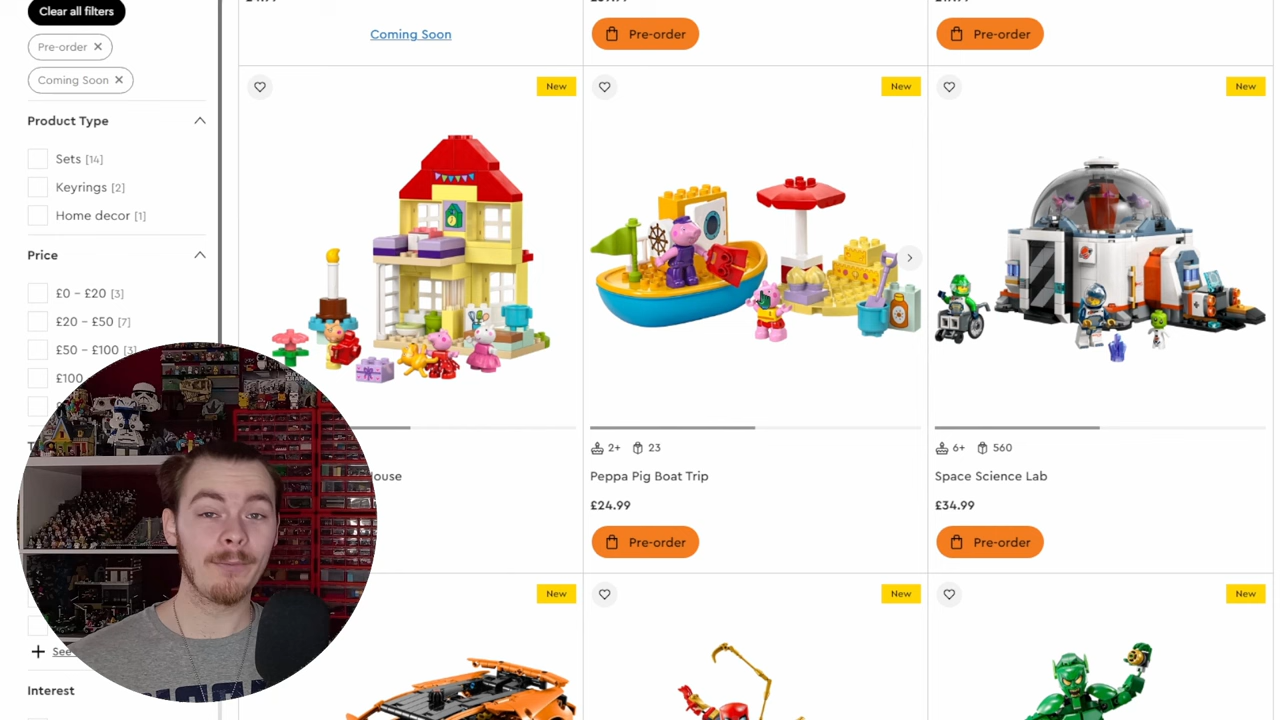 Clear all filters
Pre-order
Coming Soon
Product Type
Sets [14]
Keyrings [2]
Home decor [1]
Price
£0 – £20 [3]
£20 – £50 [7]
£50 – £100 [3]
£100
+ See
Interest
Coming Soon
Pre-order
Pre-order
New
New
New
ouse
2+ 23
Peppa Pig Boat Trip
£24.99
Pre-order
6+ 560
Space Science Lab
£34.99
Pre-order
New
New
New